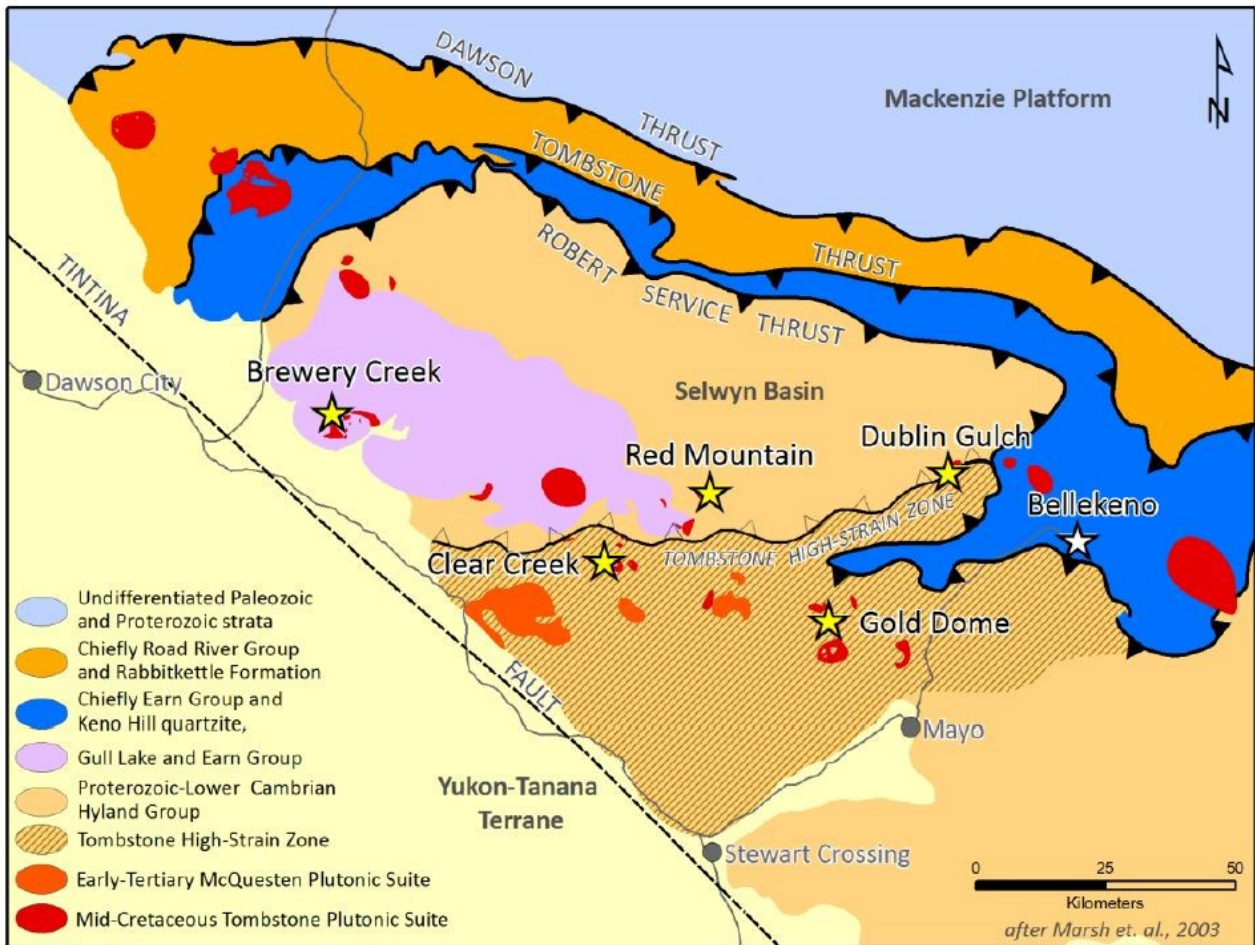 DAWSON
THRUST
Mackenzie Platform
N
TOMBSTONE
THRUST
ROBERT
SERVICE
THRUST
TINTINA
Dawson City
Brewery Creek
Selwyn Basin
Red Mountain
Dublin Gulch
Bellekeno
TOMBSTONE HIGH-STRAIN ZONE
Clear Creek
Gold Dome
FAULT
Mayo
Yukon-Tanana
Terrane
Stewart Crossing
Undifferentiated Paleozoic
and Proterozoic strata
Chiefly Road River Group
and Rabbitkettle Formation
Chiefly Earn Group and
Keno Hill quartzite,
Gull Lake and Earn Group
Proterozoic-Lower Cambrian
Hyland Group
Tombstone High-Strain Zone
Early-Tertiary McQuesten Plutonic Suite
Mid-Cretaceous Tombstone Plutonic Suite
0 25 50
Kilometers
after Marsh et. al., 2003